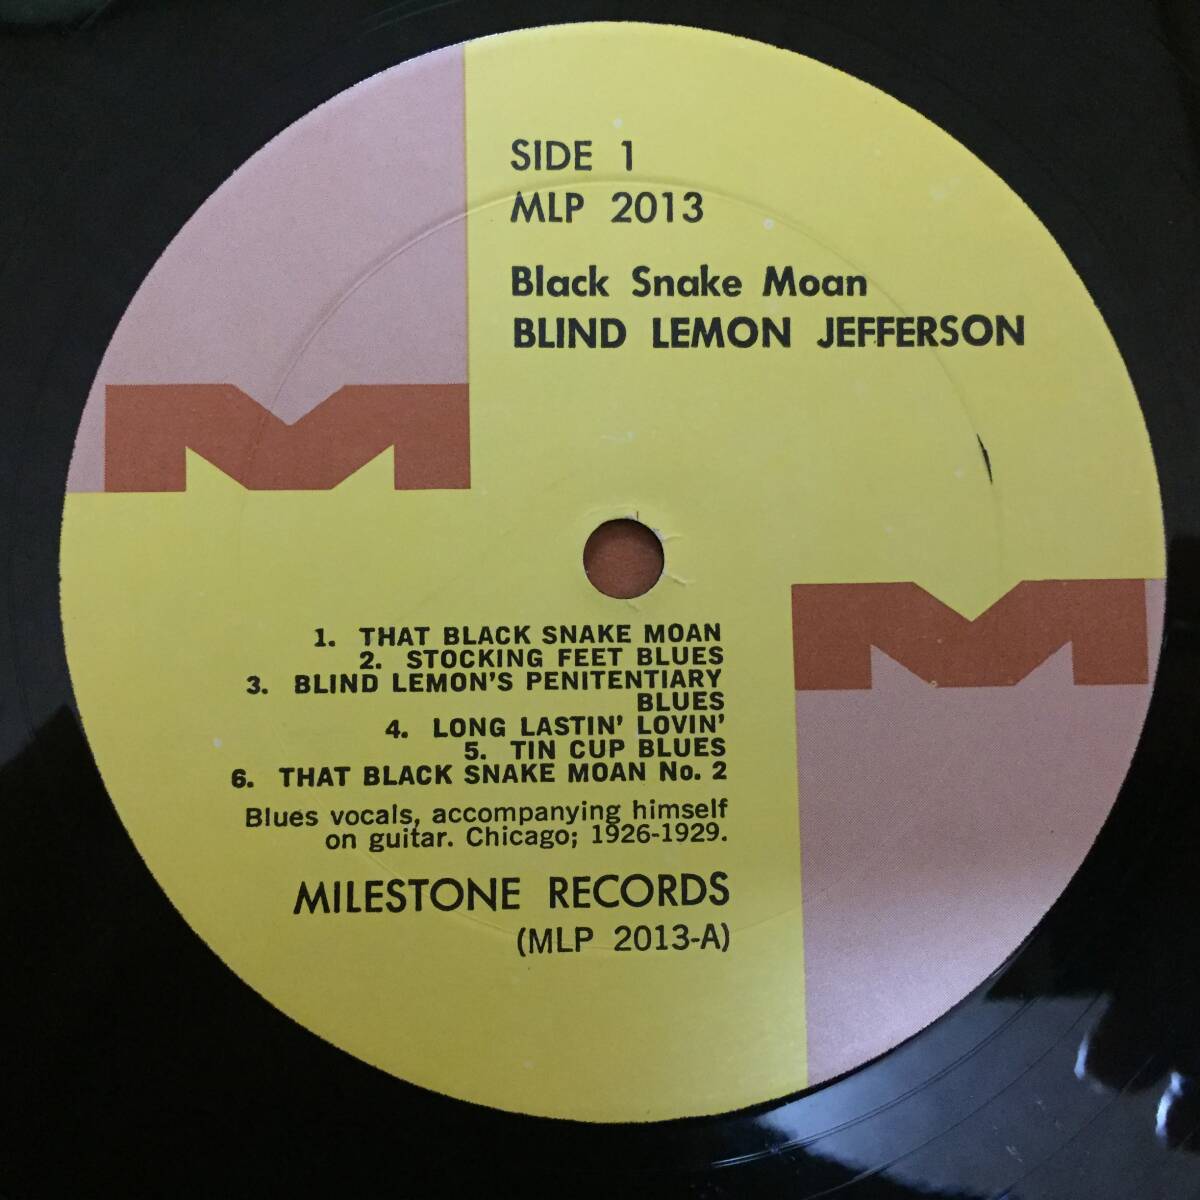 SIDE 1
MLP 2013
Black Snake Moan
BLIND LEMON JEFFERSON
1. THAT BLACK SNAKE MOAN
2. STOCKING FEET BLUES
3. BLIND LEMON'S PENITENTIARY
BLUES
4. LONG LASTIN' LOVIN'
5. TIN CUP BLUES
6. THAT BLACK SNAKE MOAN No. 2
Blues vocals, accompanying himself
on guitar. Chicago; 1926-1929.
MILESTONE RECORDS
(MLP 2013-A)